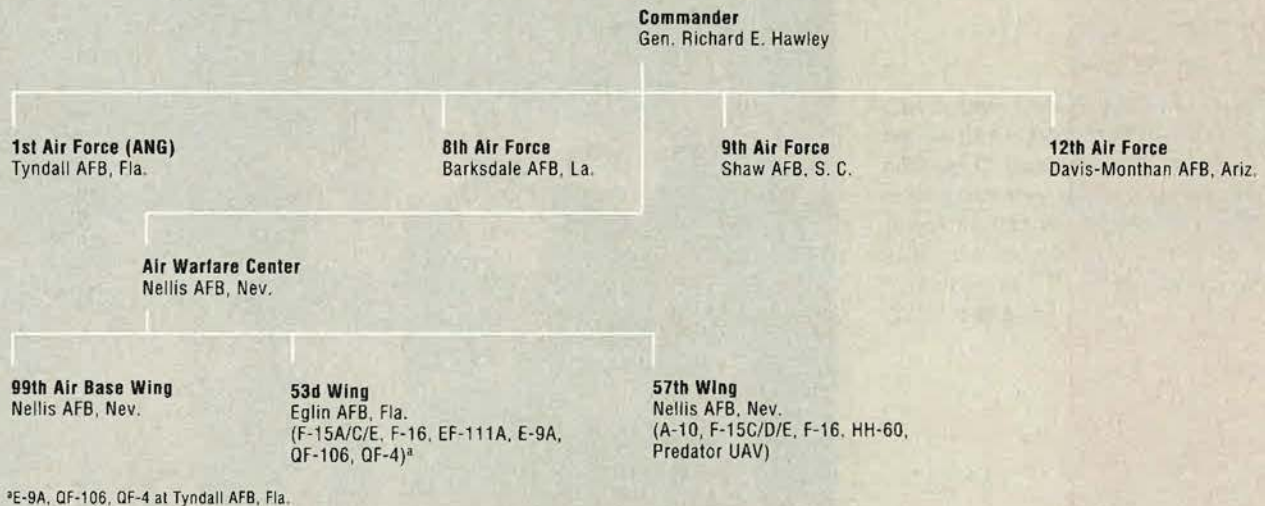 Commander
Gen. Richard E. Hawley
1st Air Force (ANG)
Tyndall AFB, Fla.
8th Air Force
Barksdale AFB, La.
9th Air Force
Shaw AFB, S. C.
12th Air Force
Davis-Monthan AFB, Ariz.
Air Warfare Center
Nellis AFB, Nev.
99th Air Base Wing
Nellis AFB, Nev.
53d Wing
Eglin AFB, Fla.
(F-15A/C/E, F-16, EF-111A, E-9A,
QF-106, QF-4)ª
57th Wing
Nellis AFB, Nev.
(A-10, F-15C/D/E, F-16, HH-60,
Predator UAV)
ªE-9A, QF-106, QF-4 at Tyndall AFB, Fla.